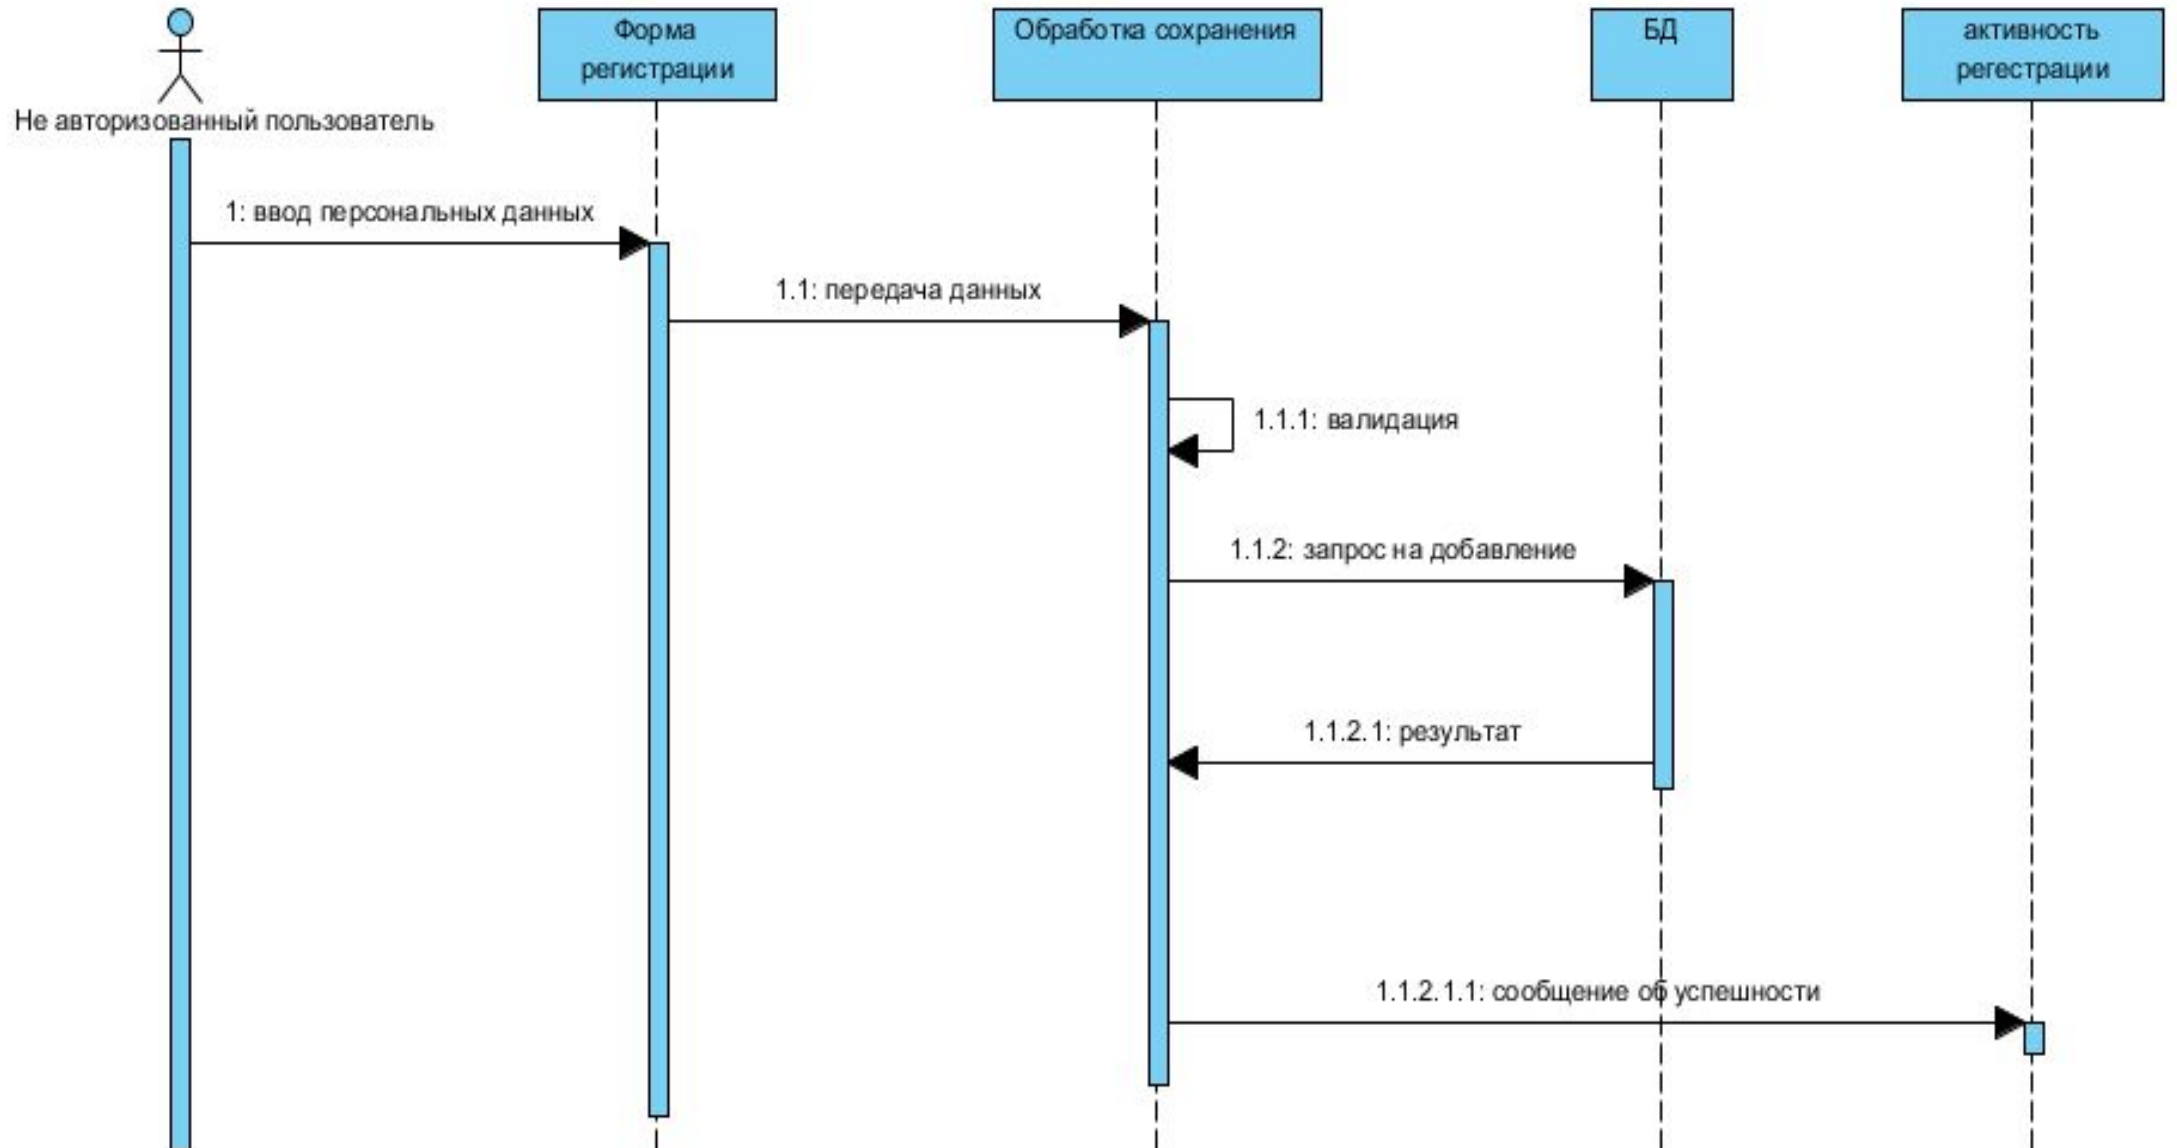 Форма
регистрации
Обработка сохранения
БД
активность
регестрации
Не авторизованный пользователь
1: ввод персональных данных
1.1: передача данных
1.1.1: валидация
1.1.2: запрос на добавление
1.1.2.1: результат
1.1.2.1.1: сообщение об успешности